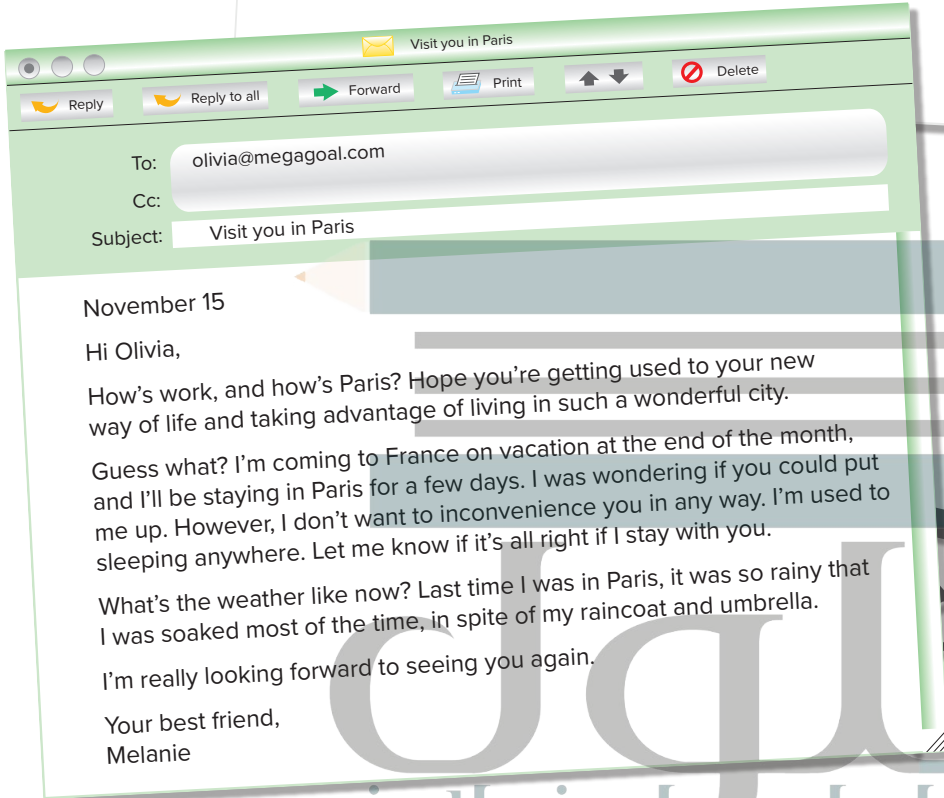 Visit you in Paris
Reply
Reply to all
Forward
Print
Delete
To: olivia@megagoal.com
Cc:
Subject: Visit you in Paris
November 15
Hi Olivia,
How's work, and how's Paris? Hope you're getting used to your new
way of life and taking advantage of living in such a wonderful city.
Guess what? I'm coming to France on vacation at the end of the month,
and I'll be staying in Paris for a few days. I was wondering if you could put
me up. However, I don't want to inconvenience you in any way. I'm used to
sleeping anywhere. Let me know if it's all right if I stay with you.
What's the weather like now? Last time I was in Paris, it was so rainy that
I was soaked most of the time, in spite of my raincoat and umbrella.
I'm really looking forward to seeing you again.
Your best friend,
Melanie